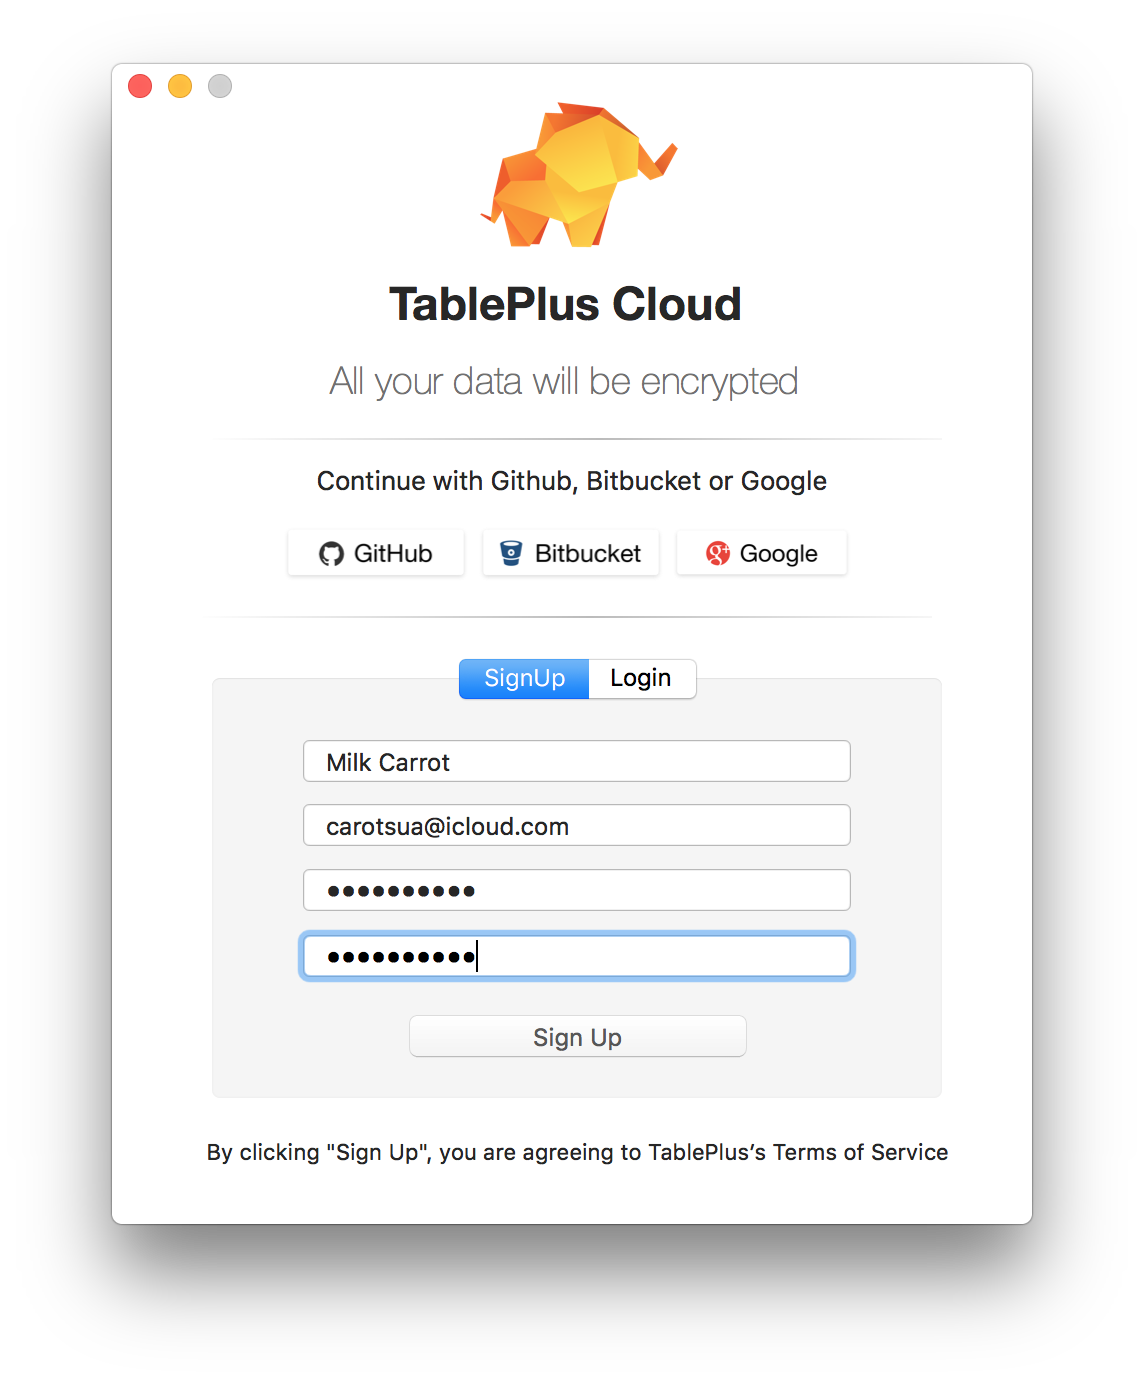 TablePlus Cloud
All your data will be encrypted
Continue with Github, Bitbucket or Google
GitHub Bitbucket g+ Google
SignUp Login
Milk Carrot
carotsua@icloud.com
••••••••••
••••••••••
Sign Up
By clicking "Sign Up", you are agreeing to TablePlus’s Terms of Service